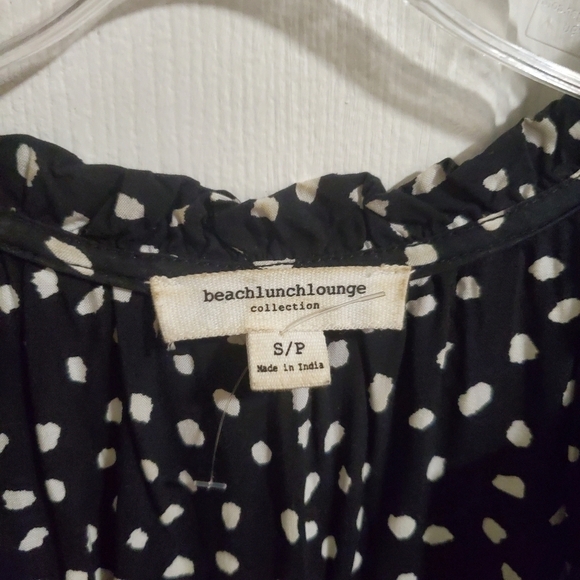 beachlunchlounge
collection
S/P
Made in India